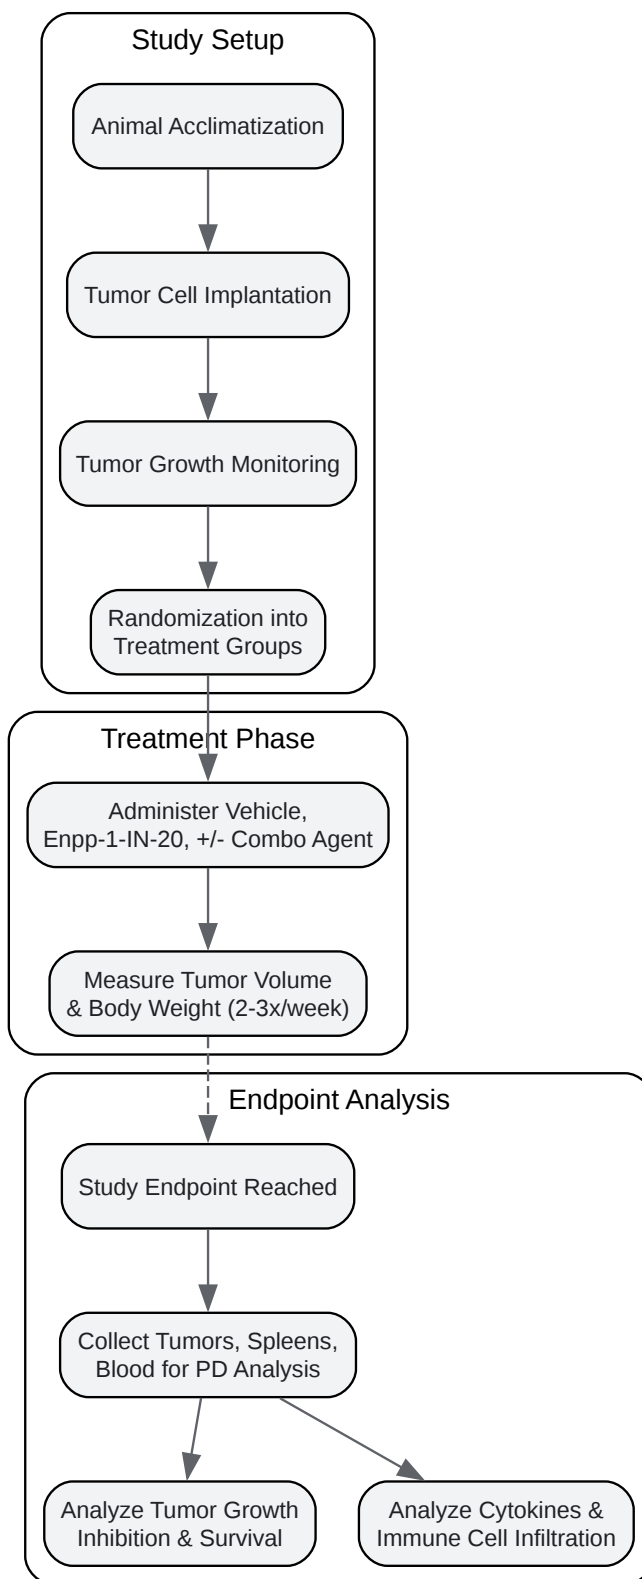 Study Setup
Animal Acclimatization
Tumor Cell Implantation
Tumor Growth Monitoring
Randomization into
Treatment Groups
Treatment Phase
Administer Vehicle,
Enpp-1-IN-20, +/- Combo Agent
Measure Tumor Volume
& Body Weight (2-3x/week)
Endpoint Analysis
Study Endpoint Reached
Collect Tumors, Spleens,
Blood for PD Analysis
Analyze Tumor Growth
Inhibition & Survival
Analyze Cytokines &
Immune Cell Infiltration